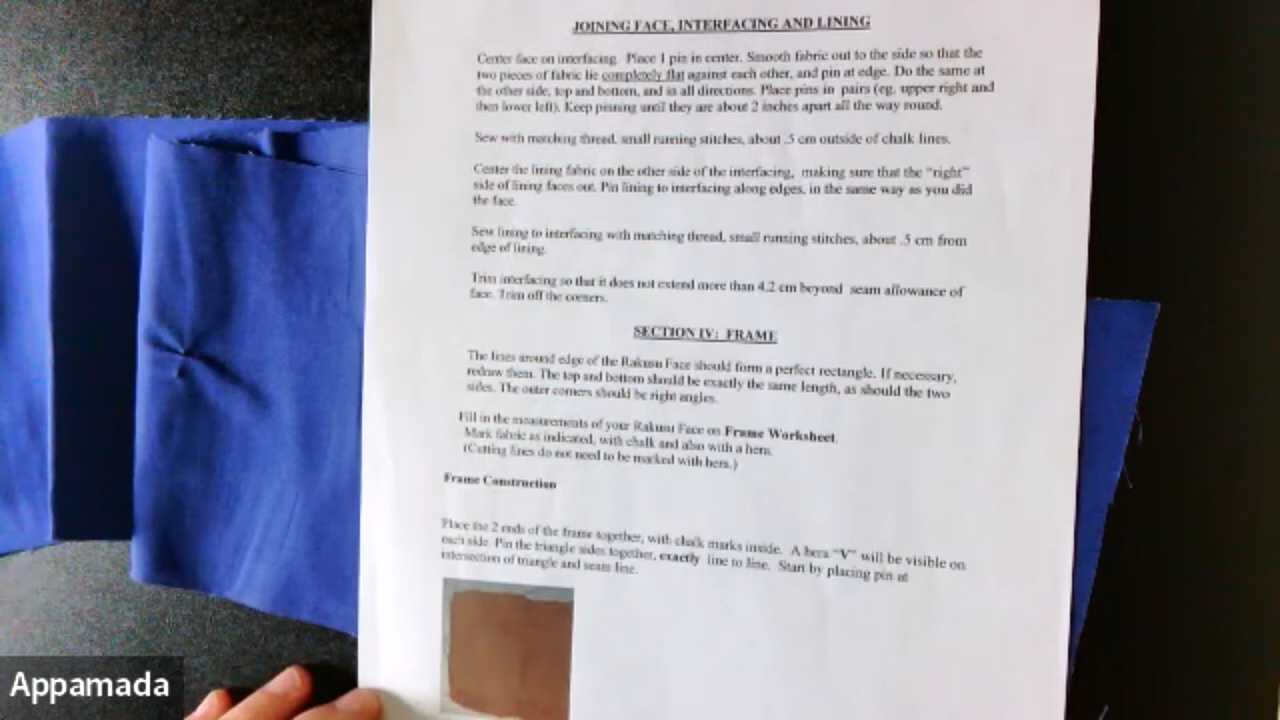 JOINING FACE, INTERFACING AND LINING
Center face on interfacing. Place 1 pin in center. Smooth fabric out to the side so that the
two pieces of fabric lie completely flat against each other, and pin at edge. Do the same at
the other side, top and bottom, and in all directions. Place pins in pairs (eg. upper right and
then lower left). Keep pinning until they are about 2 inches apart all the way round.
Sew with matching thread, small running stitches, about .5 cm outside of chalk lines.
Center the lining fabric on the other side of the interfacing, making sure that the "right"
side of lining faces out. Pin lining to interfacing along edges, in the same way as you did
the face.
Sew lining to interfacing with matching thread, small running stitches, about .5 cm from
edge of lining.
Trim interfacing so that it does not extend more than 4.2 cm beyond seam allowance of
face. Trim off the corners.
SECTION IV: FRAME
The lines around edge of the Rakusu Face should form a perfect rectangle. If necessary,
redraw them. The top and bottom should be exactly the same length, as should the two
sides. The outer corners should be right angles.
Fill in the measurements of your Rakusu Face on Frame Worksheet.
Mark fabric as indicated, with chalk and also with a hera.
(Cutting lines do not need to be marked with hera.)
Frame Construction
Place the 2 ends of the frame together, with chalk marks inside. A hera "V" will be visible on
each side. Pin the triangle sides together, exactly line to line. Start by placing pin at
intersection of triangle and seam line.
Appamada